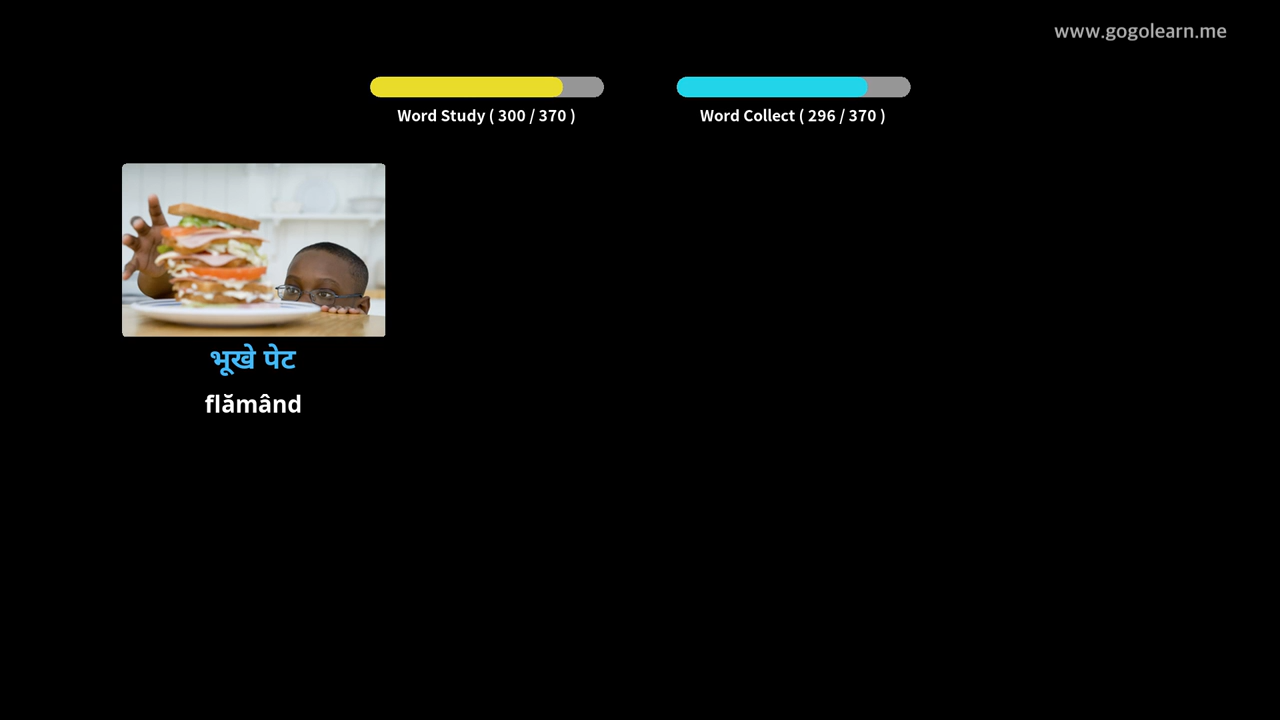 www.gogolearn.me
Word Study ( 300 / 370 )
Word Collect ( 296 / 370 )
भूखे पेट
flămând